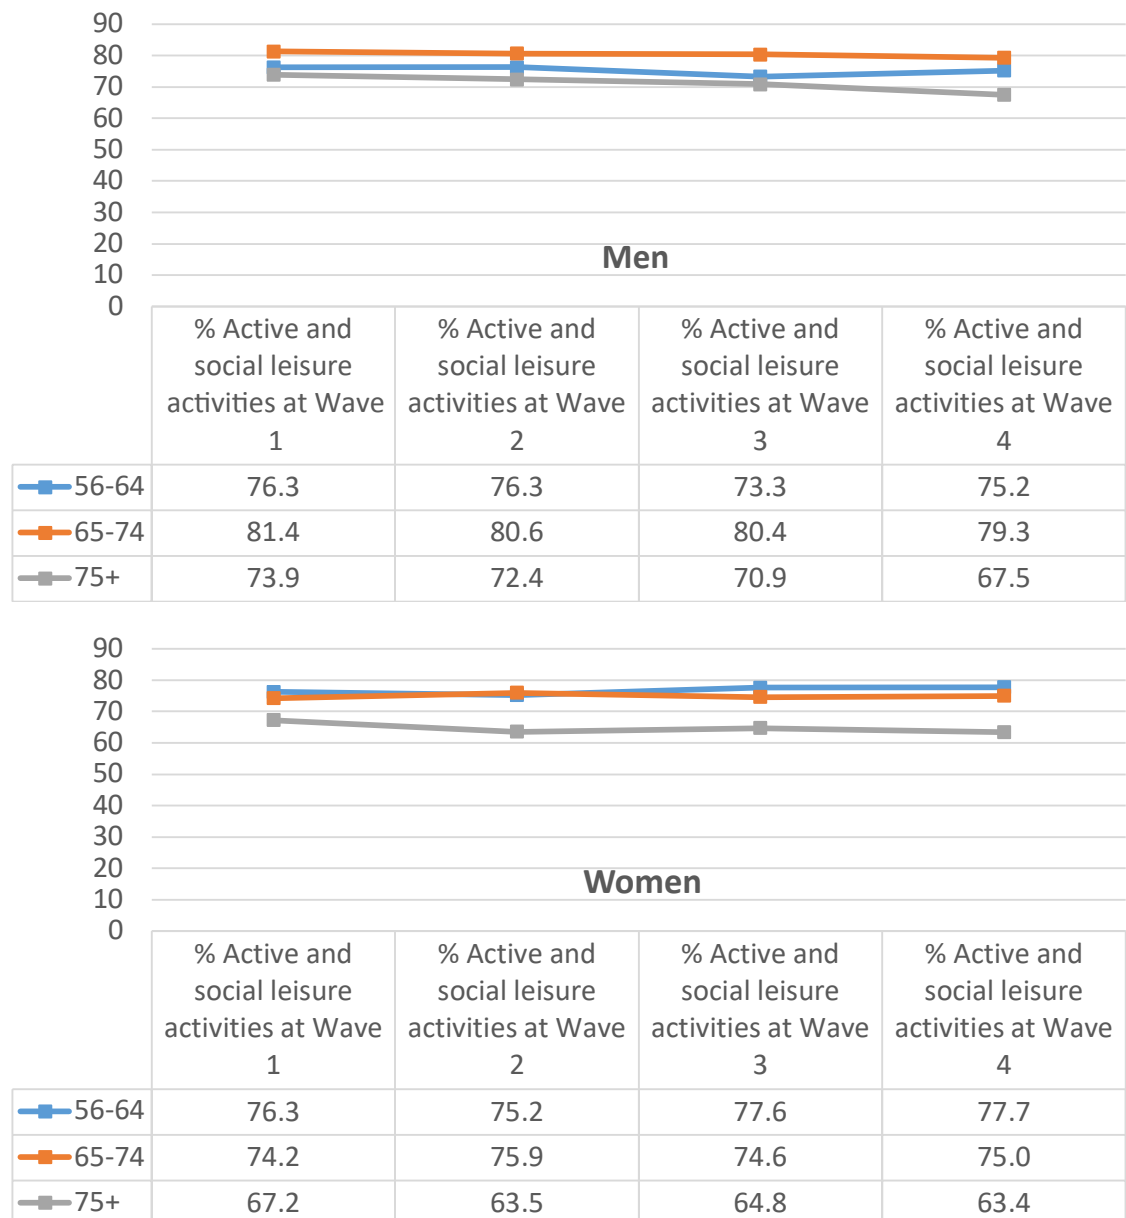 90
80
70
60
50
40
30
20
10
0
Men
% Active and social leisure activities at Wave 1
% Active and social leisure activities at Wave 2
% Active and social leisure activities at Wave 3
% Active and social leisure activities at Wave 4
56-64 76.3 76.3 73.3 75.2
65-74 81.4 80.6 80.4 79.3
75+ 73.9 72.4 70.9 67.5
90
80
70
60
50
40
30
20
10
0
Women
% Active and social leisure activities at Wave 1
% Active and social leisure activities at Wave 2
% Active and social leisure activities at Wave 3
% Active and social leisure activities at Wave 4
56-64 76.3 75.2 77.6 77.7
65-74 74.2 75.9 74.6 75.0
75+ 67.2 63.5 64.8 63.4